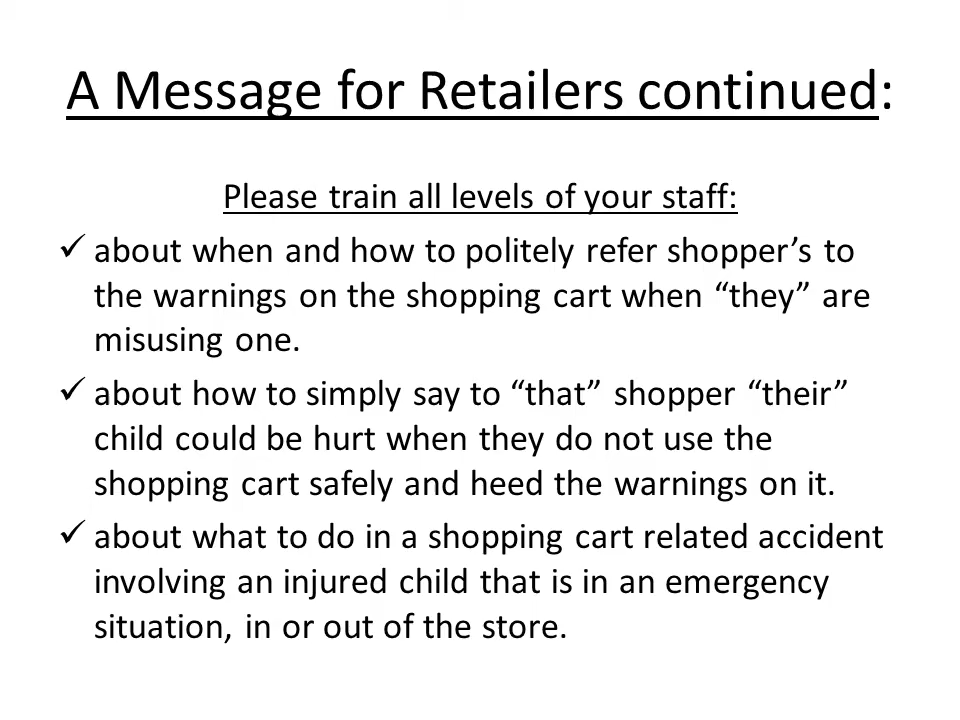 A Message for Retailers continued:
Please train all levels of your staff:
✓ about when and how to politely refer shopper’s to
the warnings on the shopping cart when “they” are
misusing one.
✓ about how to simply say to “that” shopper “their”
child could be hurt when they do not use the
shopping cart safely and heed the warnings on it.
✓ about what to do in a shopping cart related accident
involving an injured child that is in an emergency
situation, in or out of the store.